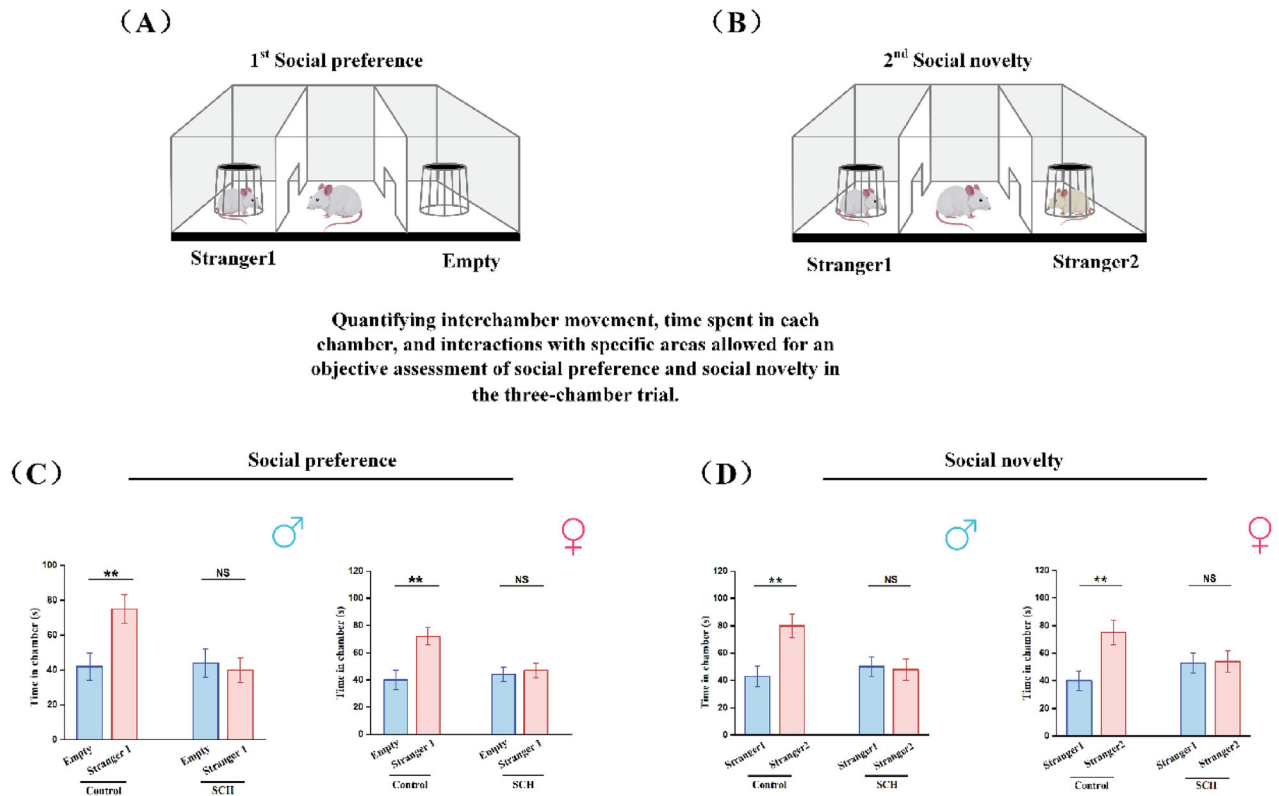 (A)
1st Social preference
Stranger1
Empty
(B)
2nd Social novelty
Stranger1
Stranger2
Quantifying interchamber movement, time spent in each
chamber, and interactions with specific areas allowed for an
objective assessment of social preference and social novelty in
the three-chamber trial.
(C)
Social preference
Time in chamber (s)
100
80
60
40
20
0
**
NS
Empty
Stranger 1
Empty
Stranger 1
Control
SCH
Time in chamber (s)
120
100
80
60
40
20
0
**
NS
Empty
Stranger 1
Empty
Stranger 1
Control
SCH
(D)
Social novelty
Time in chamber (s)
120
100
80
60
40
20
0
**
NS
Stranger1
Stranger2
Stranger1
Stranger2
Control
SCH
Time in chamber (s)
120
100
80
60
40
20
0
**
NS
Stranger1
Stranger2
Stranger1
Stranger2
Control
SCH